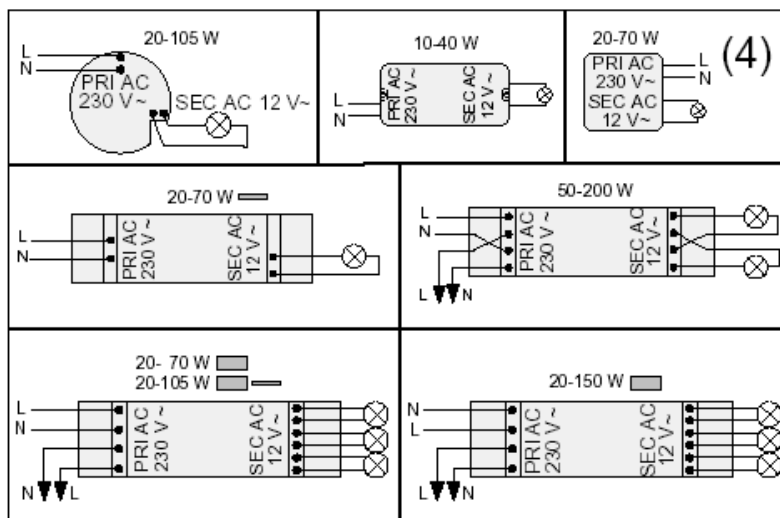 20-105 W
L
N
PRI AC
230 V~
SEC AC 12 V~
10-40 W
L
N
PRI AC
230 V~
SEC AC
12 V~
20-70 W
(4)
PRI AC
230 V~
L
N
SEC AC
12 V~
20-70 W
L
N
PRI AC
230 V~
SEC AC
12 V~
50-200 W
L
N
PRI AC
230 V~
SEC AC
12 V~
L N
20- 70 W
20-105 W
L
N
PRI AC
230 V~
SEC AC
12 V~
N L
20-150 W
N
L
PRI AC
230 V~
SEC AC
12 V~
L N